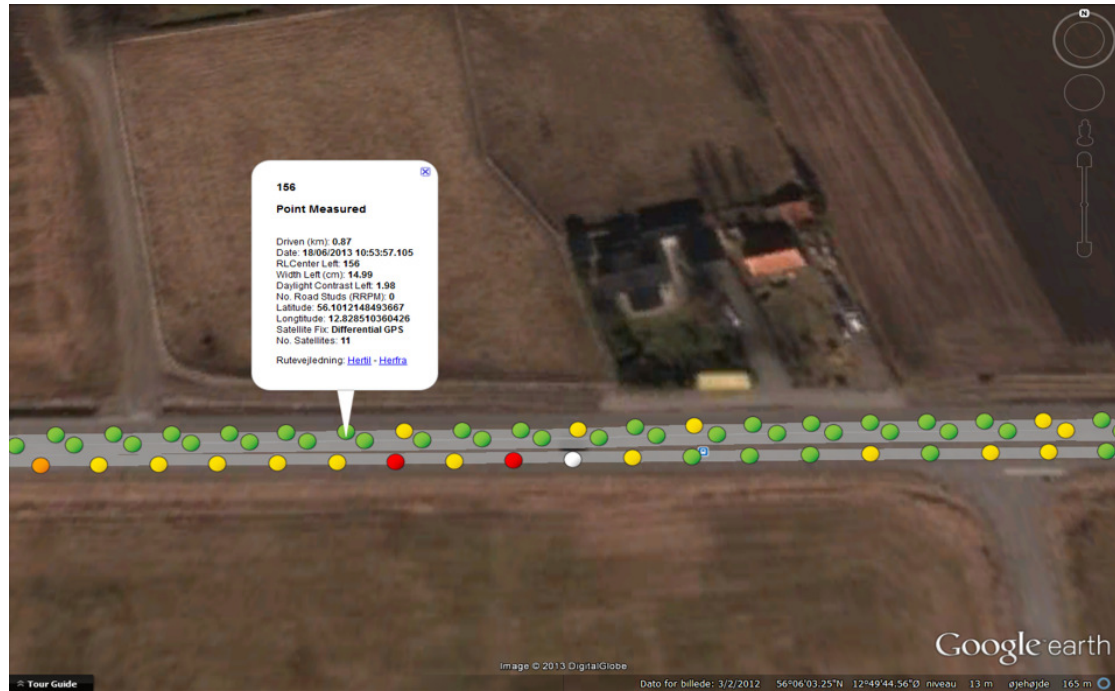 N
156
Point Measured
Driven (km): 0.87
Date: 18/06/2013 10:53:57.105
RLCenter Left: 156
Width Left (cm): 14.99
Daylight Contrast Left: 1.98
No. Road Studs (RRPM): 0
Latitude: 56.1012148493667
Longtitude: 12.828510360426
Satellite Fix: Differential GPS
No. Satellites: 11
Rutevejledning: Hertil - Herfra
Google earth
Image © 2013 DigitalGlobe
Tour Guide
Dato for billede: 3/2/2012 56°06'03.25"N 12°49'44.56"Ø niveau 13 m øjehøjde 165 m